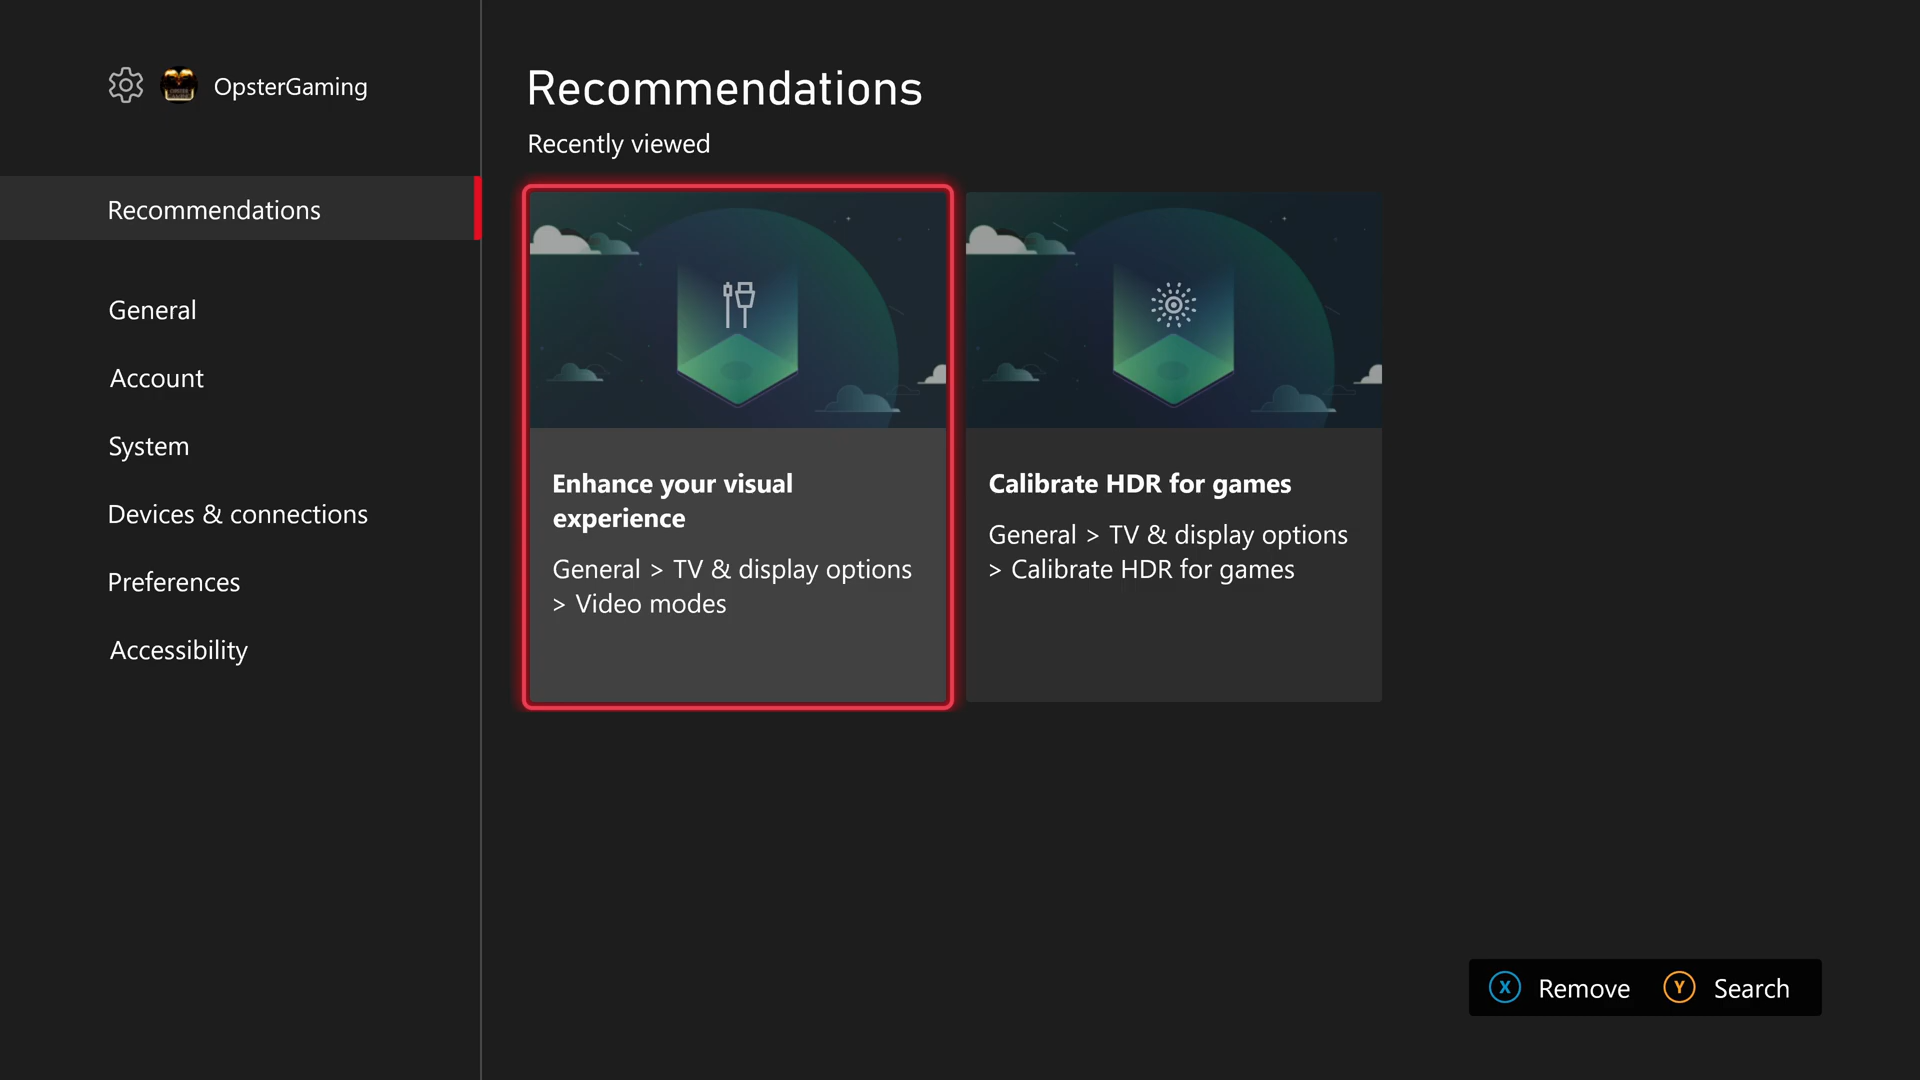 OpsterGaming
Recommendations
General
Account
System
Devices & connections
Preferences
Accessibility
Recommendations
Recently viewed
Enhance your visual
experience
General > TV & display options
> Video modes
Calibrate HDR for games
General > TV & display options
> Calibrate HDR for games
X Remove Y Search